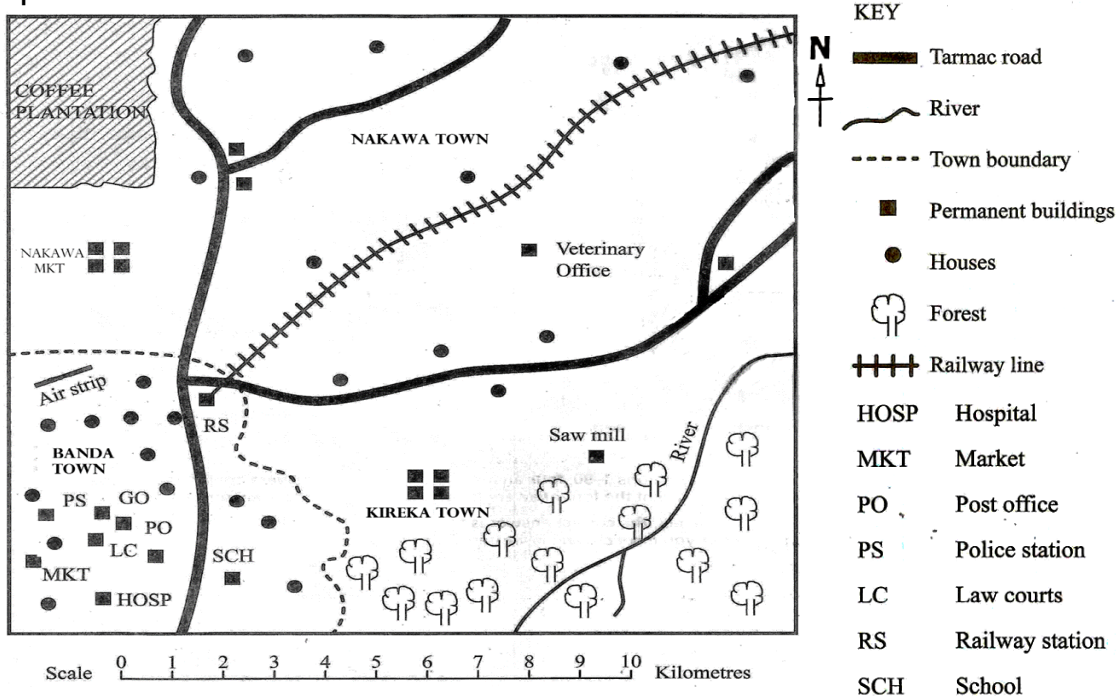 COFFEE
PLANTATION
NAKAWA TOWN
NAKAWA
MKT
Veterinary
Office
Air strip
RS
BANDA
TOWN
Saw mill
River
KIREKA TOWN
PS
GO
PO
LC
SCH
MKT
HOSP
Scale 0 1 2 3 4 5 6 7 8 9 10 Kilometres
N
KEY
Tarmac road
River
Town boundary
Permanent buildings
Houses
Forest
Railway line
HOSP Hospital
MKT Market
PO Post office
PS Police station
LC Law courts
RS Railway station
SCH School